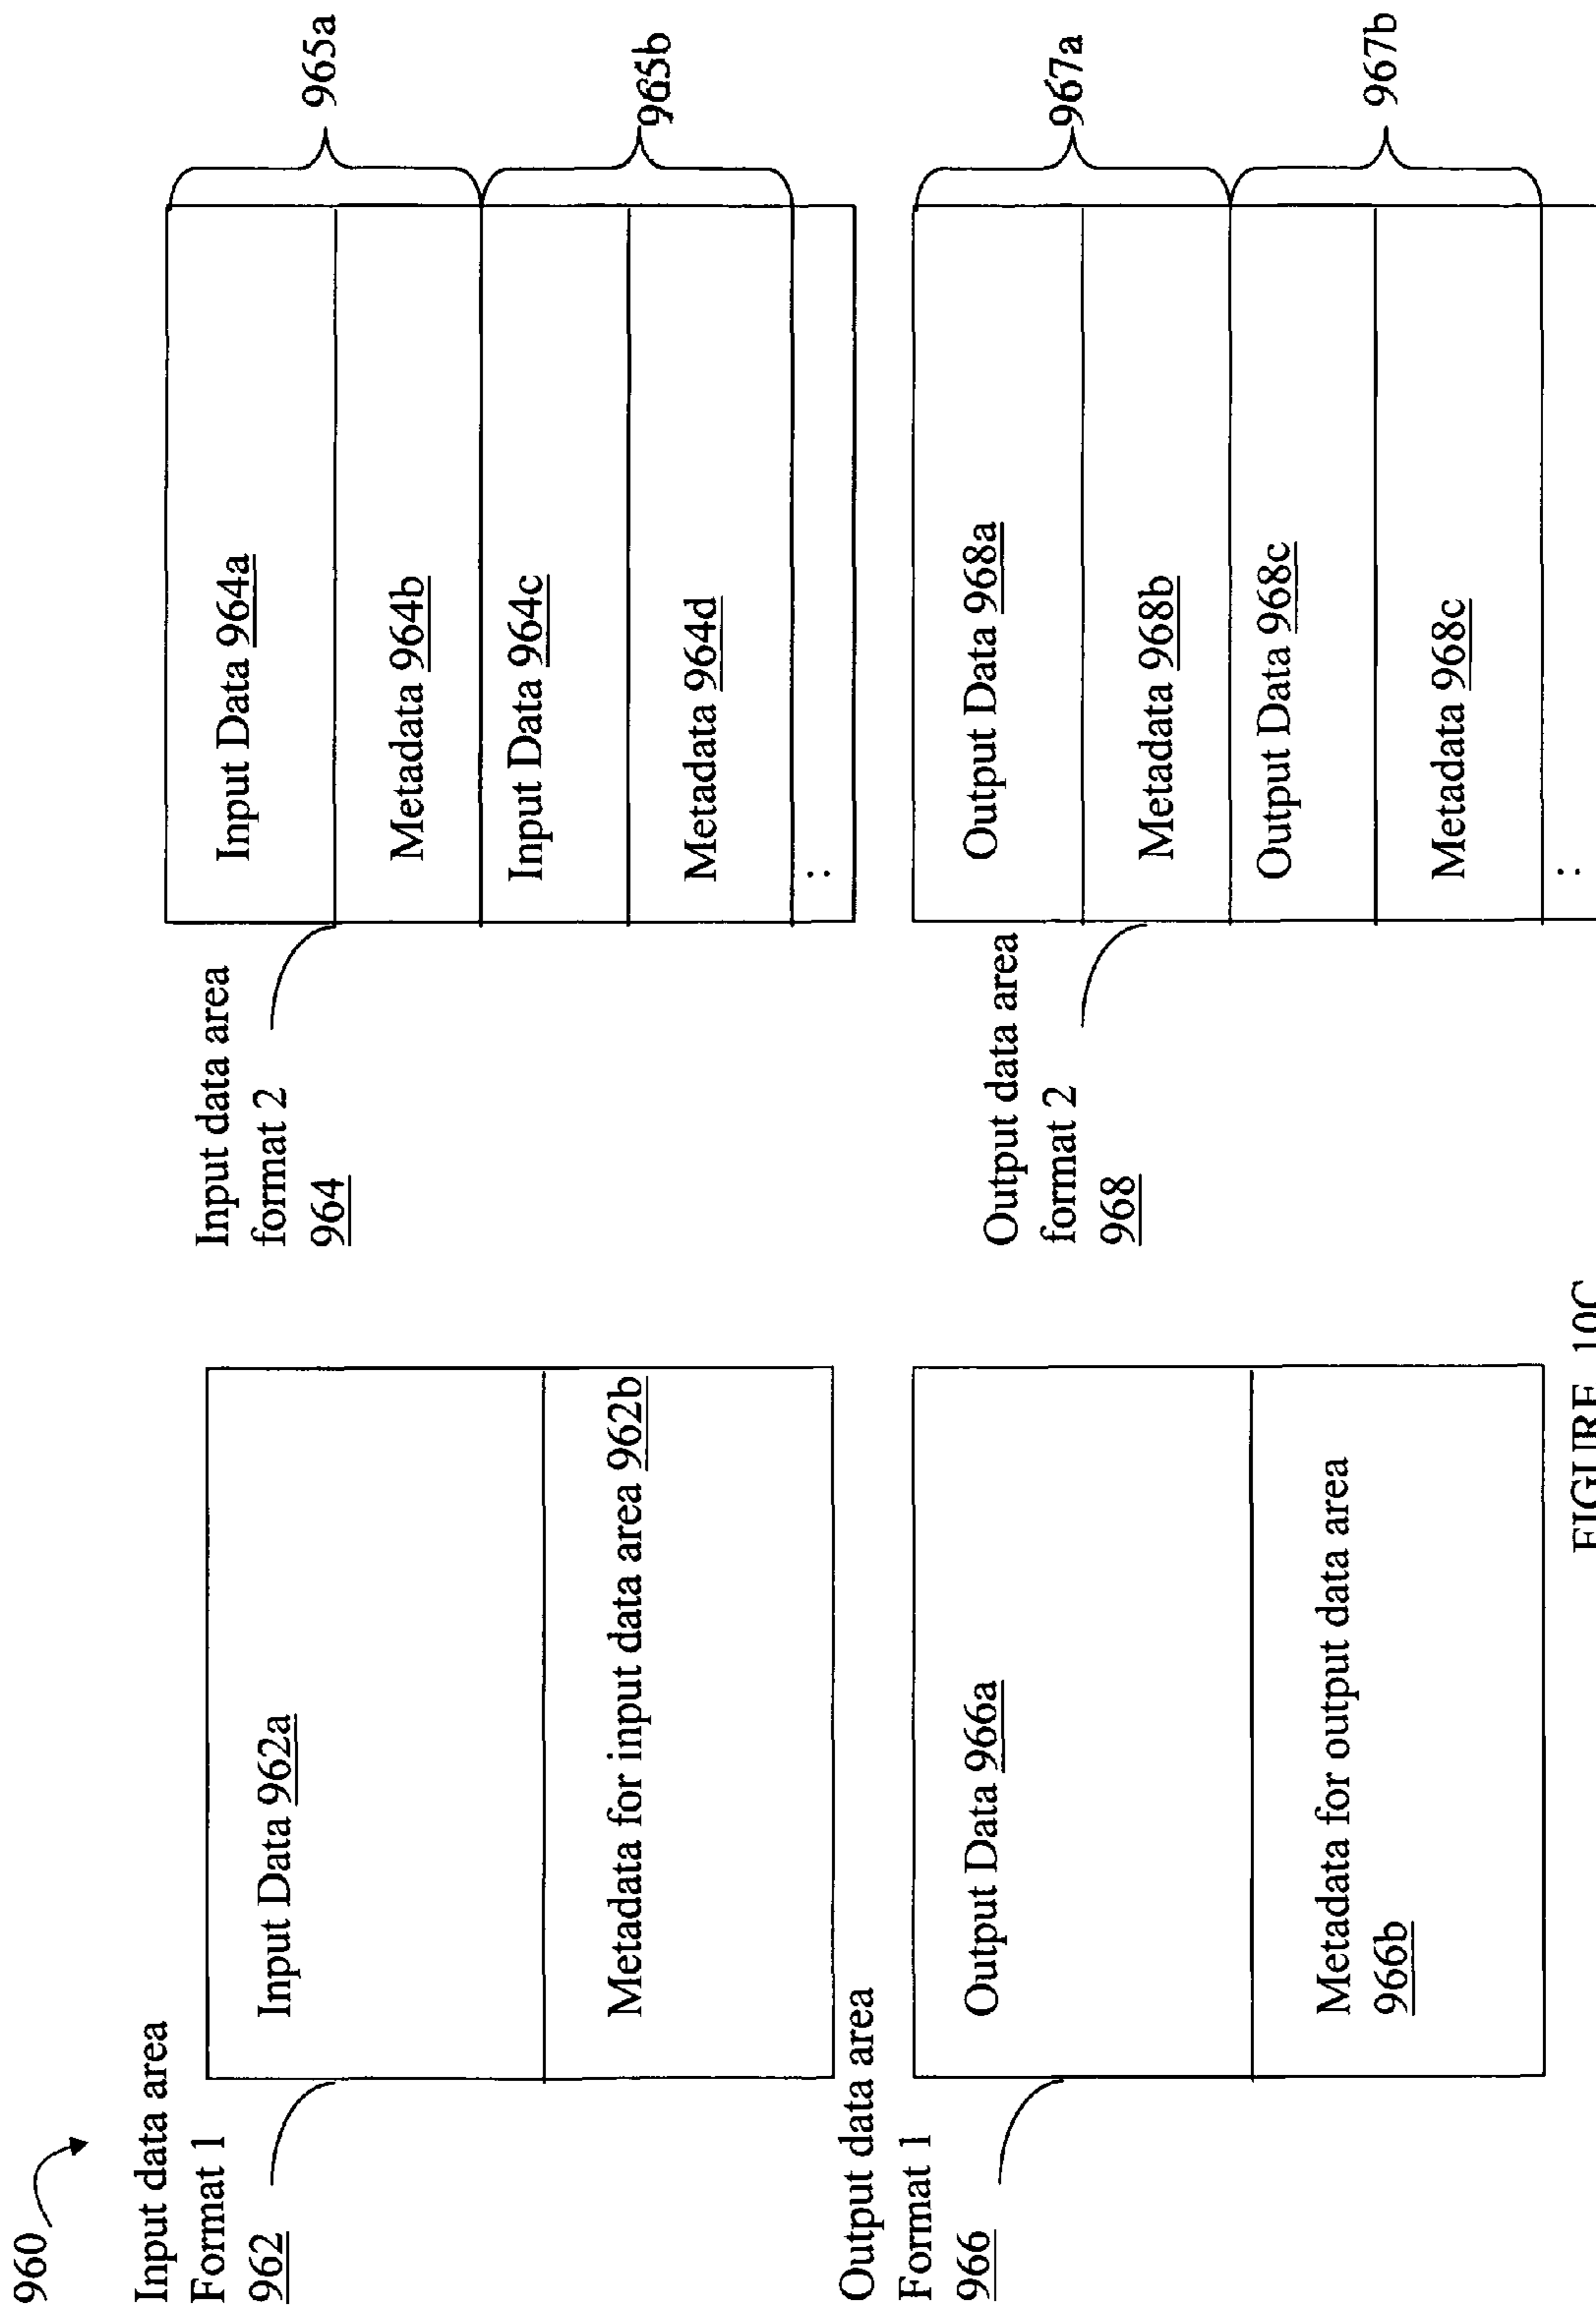 960
Input data area
Format 1
962
Input Data 962a
Metadata for input data area 962b
Input data area
format 2
964
Input Data 964a
Metadata 964b
Input Data 964c
Metadata 964d
:
965a
965b
Output data area
Format 1
966
Output Data 966a
Metadata for output data area
966b
Output data area
format 2
968
Output Data 968a
Metadata 968b
Output Data 968c
Metadata 968c
:
967a
967b
FIGURE 10C